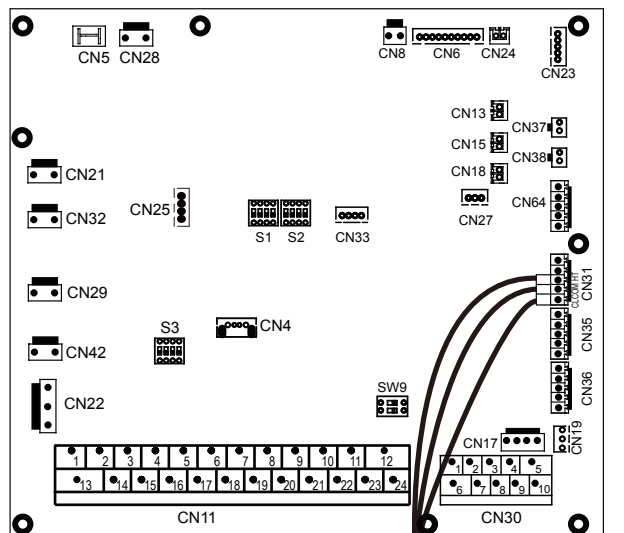 CN5
CN28
CN8
CN6
CN24
CN23
CN13
CN37
CN15
CN38
CN18
CN21
CN25
CN27
CN64
CN32
S1 S2
CN33
CN31
CL COM HT
CN29
CN4
S3
CN35
CN42
CN36
CN22
SW9
CN17
CN19
1 2 3 4 5 6 7 8 9 10 11 12
13 14 15 16 17 18 19 20 21 22 23 24
CN11
1 2 3 4 5
6 7 8 9 10
CN30